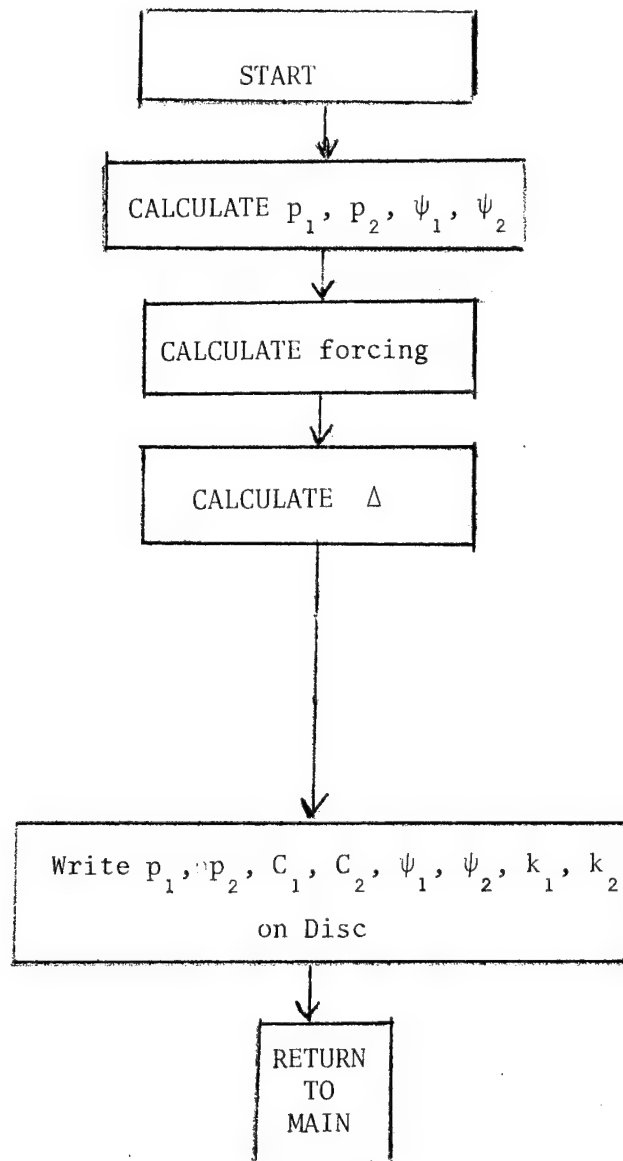 START
CALCULATE p₁, p₂, ψ₁, ψ₂
CALCULATE forcing
CALCULATE Δ
Write p₁, p₂, C₁, C₂, ψ₁, ψ₂, k₁, k₂
on Disc
RETURN
TO
MAIN